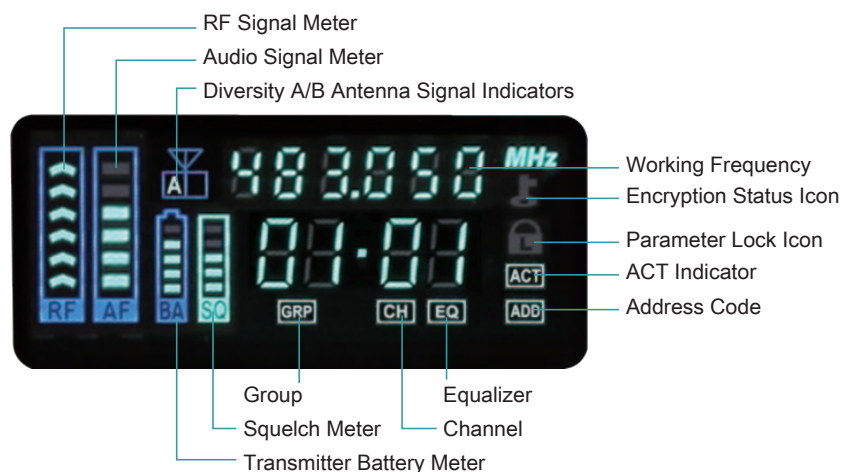 RF Signal Meter
Audio Signal Meter
Diversity A/B Antenna Signal Indicators
A
483.050 MHz
Working Frequency
Encryption Status Icon
01·01
L
Parameter Lock Icon
ACT
ACT Indicator
RF AF BA SQ GRP CH EQ ADD
Address Code
Group
Equalizer
Squelch Meter
Channel
Transmitter Battery Meter